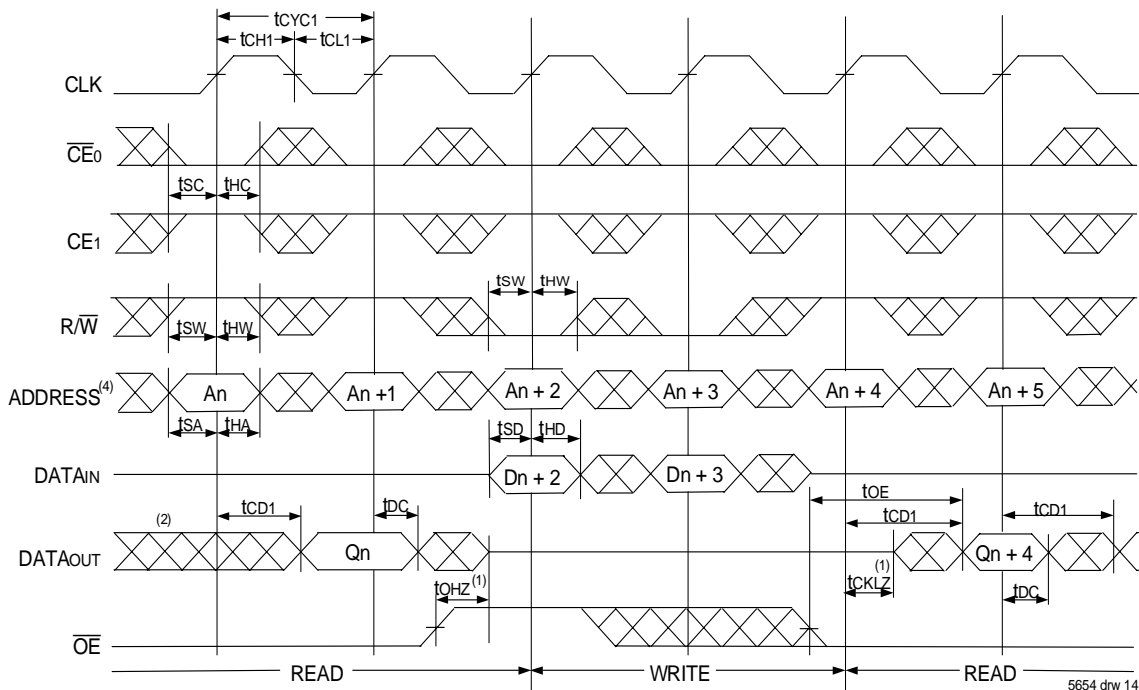 tCYC1
tCH1 tCL1
CLK
CE0
tSC tHC
CE1
tSW tHW
R/W
tSW tHW
ADDRESS(4) An An +1 An + 2 An + 3 An + 4 An + 5
tSA tHA tSD tHD
DATAIN Dn + 2 Dn + 3
tOE
(2) tCD1 tDC tCD1 tCD1
DATAOUT Qn Qn + 4
tOHZ(1) tCKLZ(1) tDC
OE
READ WRITE READ
5654 drw 14